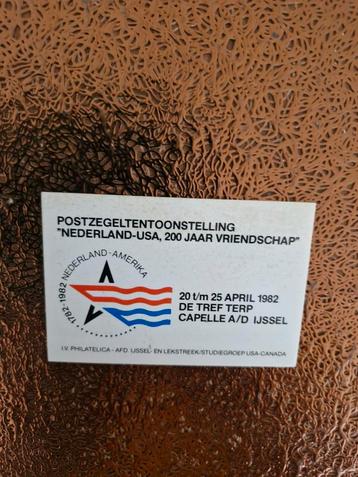 POSTZEGELTENTOONSTELLING
"NEDERLAND-USA, 200 JAAR VRIENDSCHAP"
1782-1982 NEDERLAND-AMERIKA
20 t/m 25 APRIL 1982
DE TREF TERP
CAPELLE A/D IJSSEL
I.V. PHILATELICA - AFD. IJSSEL- EN LEKSTREEK/STUDIEGROEP USA-CANADA